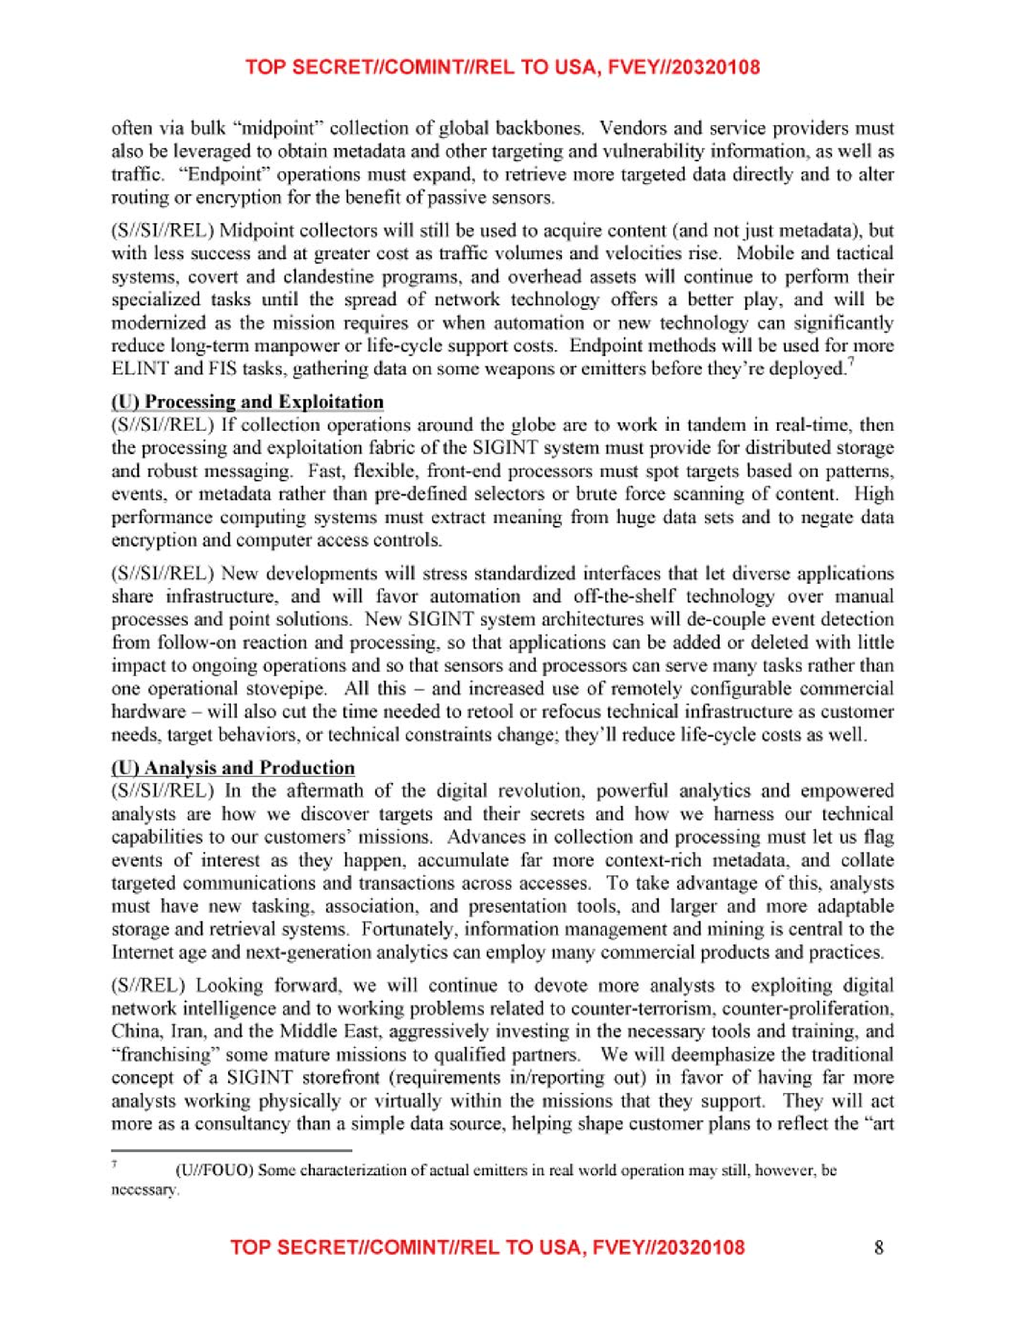 TOP SECRET//COMINT//REL TO USA, FVEY//20320108
often via bulk “midpoint” collection of global backbones. Vendors and service providers must
also be leveraged to obtain metadata and other targeting and vulnerability information, as well as
traffic. “Endpoint” operations must expand, to retrieve more targeted data directly and to alter
routing or encryption for the benefit of passive sensors.
(S//SI//REL) Midpoint collectors will still be used to acquire content (and not just metadata), but
with less success and at greater cost as traffic volumes and velocities rise. Mobile and tactical
systems, covert and clandestine programs, and overhead assets will continue to perform their
specialized tasks until the spread of network technology offers a better play, and will be
modernized as the mission requires or when automation or new technology can significantly
reduce long-term manpower or life-cycle support costs. Endpoint methods will be used for more
ELINT and FIS tasks, gathering data on some weapons or emitters before they’re deployed.7
(U) Processing and Exploitation
(S//SI//REL) If collection operations around the globe are to work in tandem in real-time, then
the processing and exploitation fabric of the SIGINT system must provide for distributed storage
and robust messaging. Fast, flexible, front-end processors must spot targets based on patterns,
events, or metadata rather than pre-defined selectors or brute force scanning of content. High
performance computing systems must extract meaning from huge data sets and to negate data
encryption and computer access controls.
(S//SI//REL) New developments will stress standardized interfaces that let diverse applications
share infrastructure, and will favor automation and off-the-shelf technology over manual
processes and point solutions. New SIGINT system architectures will de-couple event detection
from follow-on reaction and processing, so that applications can be added or deleted with little
impact to ongoing operations and so that sensors and processors can serve many tasks rather than
one operational stovepipe. All this – and increased use of remotely configurable commercial
hardware – will also cut the time needed to retool or refocus technical infrastructure as customer
needs, target behaviors, or technical constraints change; they’ll reduce life-cycle costs as well.
(U) Analysis and Production
(S//SI//REL) In the aftermath of the digital revolution, powerful analytics and empowered
analysts are how we discover targets and their secrets and how we harness our technical
capabilities to our customers’ missions. Advances in collection and processing must let us flag
events of interest as they happen, accumulate far more context-rich metadata, and collate
targeted communications and transactions across accesses. To take advantage of this, analysts
must have new tasking, association, and presentation tools, and larger and more adaptable
storage and retrieval systems. Fortunately, information management and mining is central to the
Internet age and next-generation analytics can employ many commercial products and practices.
(S//REL) Looking forward, we will continue to devote more analysts to exploiting digital
network intelligence and to working problems related to counter-terrorism, counter-proliferation,
China, Iran, and the Middle East, aggressively investing in the necessary tools and training, and
“franchising” some mature missions to qualified partners. We will deemphasize the traditional
concept of a SIGINT storefront (requirements in/reporting out) in favor of having far more
analysts working physically or virtually within the missions that they support. They will act
more as a consultancy than a simple data source, helping shape customer plans to reflect the “art
7 (U//FOUO) Some characterization of actual emitters in real world operation may still, however, be
necessary.
TOP SECRET//COMINT//REL TO USA, FVEY//20320108 8